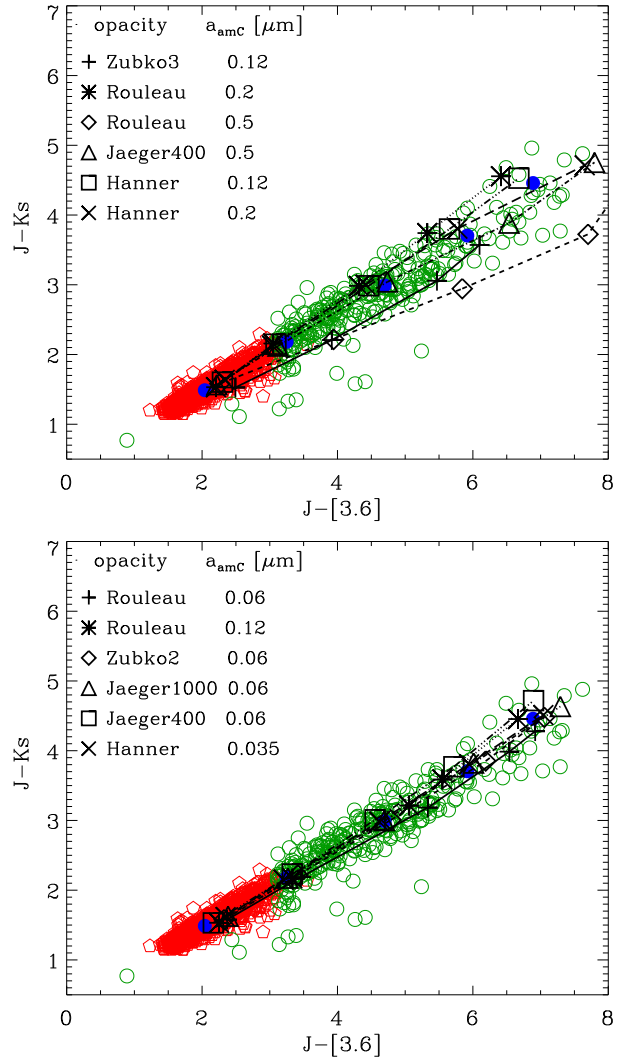 7
opacity a_amC [μm]
6
Zubko3 0.12
Rouleau 0.2
5
Rouleau 0.5
Jaeger400 0.5
4
Hanner 0.12
Hanner 0.2
3
2
1
J-Ks
0 2 4 6 8
J-[3.6]
7
opacity a_amC [μm]
6
Rouleau 0.06
Rouleau 0.12
5
Zubko2 0.06
Jaeger1000 0.06
4
Jaeger400 0.06
Hanner 0.035
3
2
1
J-Ks
0 2 4 6 8
J-[3.6]